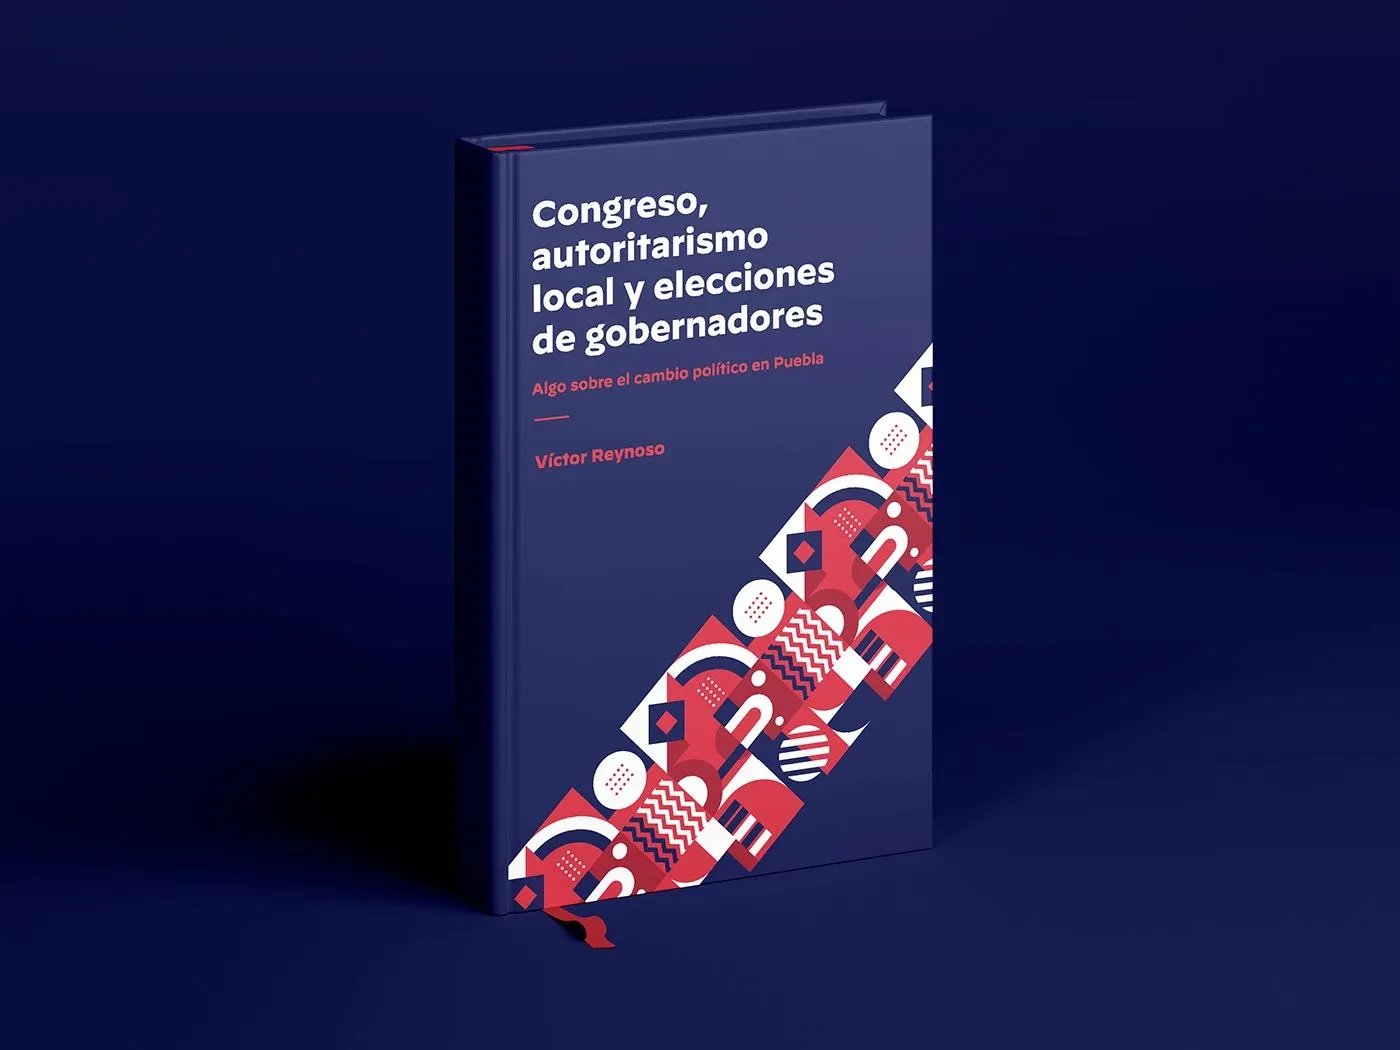 Congreso,
autoritarismo
local y elecciones
de gobernadores
Algo sobre el cambio político en Puebla
Víctor Reynoso